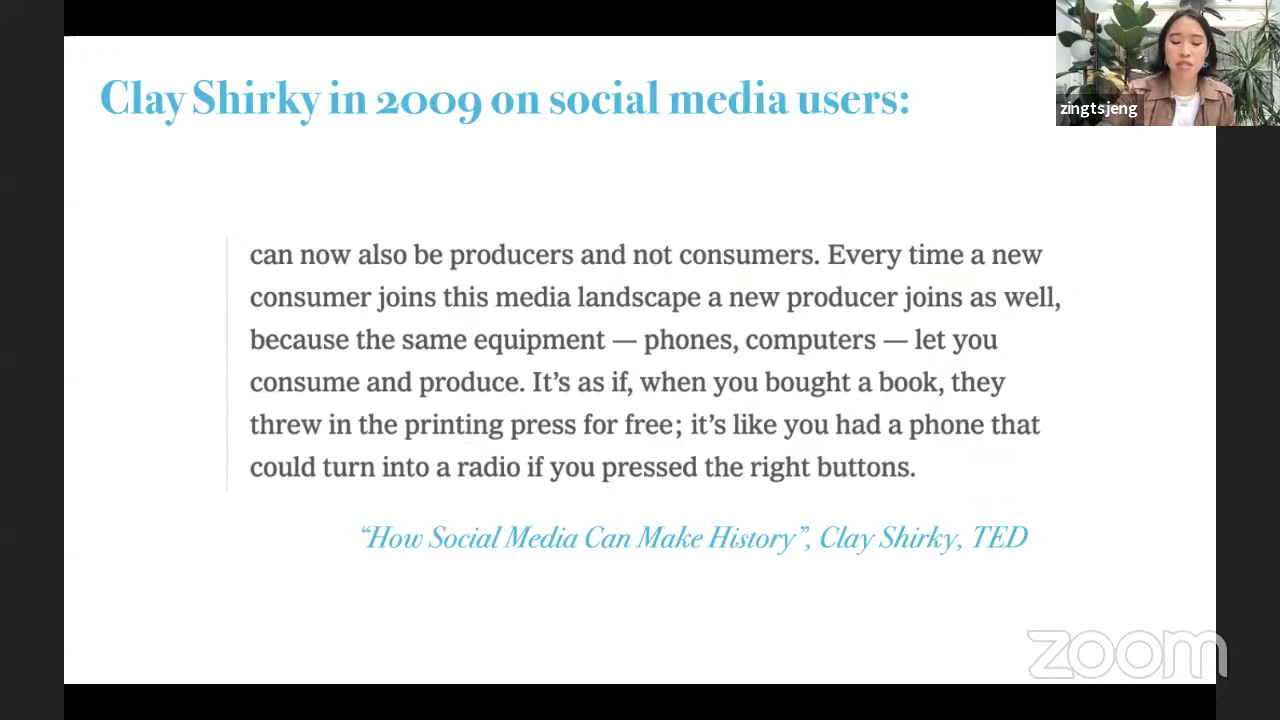 Clay Shirky in 2009 on social media users:
zingtsjeng
can now also be producers and not consumers. Every time a new
consumer joins this media landscape a new producer joins as well,
because the same equipment — phones, computers — let you
consume and produce. It’s as if, when you bought a book, they
threw in the printing press for free; it’s like you had a phone that
could turn into a radio if you pressed the right buttons.
“How Social Media Can Make History”, Clay Shirky, TED
zoom